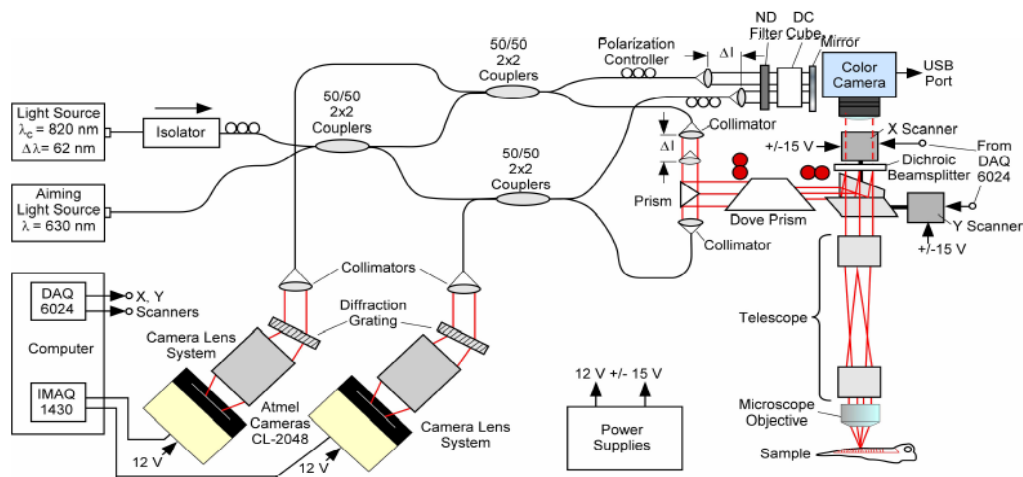 Light Source
λc = 820 nm
Δλ= 62 nm
Isolator
50/50
2x2
Couplers
50/50
2x2
Couplers
Polarization
Controller
Δl
ND
Filter
DC
Cube
Mirror
Color
Camera
USB
Port
Collimator
Δl
X Scanner
+/-15 V
From
DAQ
6024
Dichroic
Beamsplitter
Aiming
Light Source
λ = 630 nm
50/50
2x2
Couplers
Prism
Dove Prism
Collimator
Y Scanner
+/-15 V
Collimators
Diffraction
Grating
DAQ
6024
X, Y
Scanners
Computer
Camera Lens
System
Telescope
IMAQ
1430
Atmel
Cameras
CL-2048
12 V
Camera Lens
System
12 V
12 V +/- 15 V
Power
Supplies
Microscope
Objective
Sample